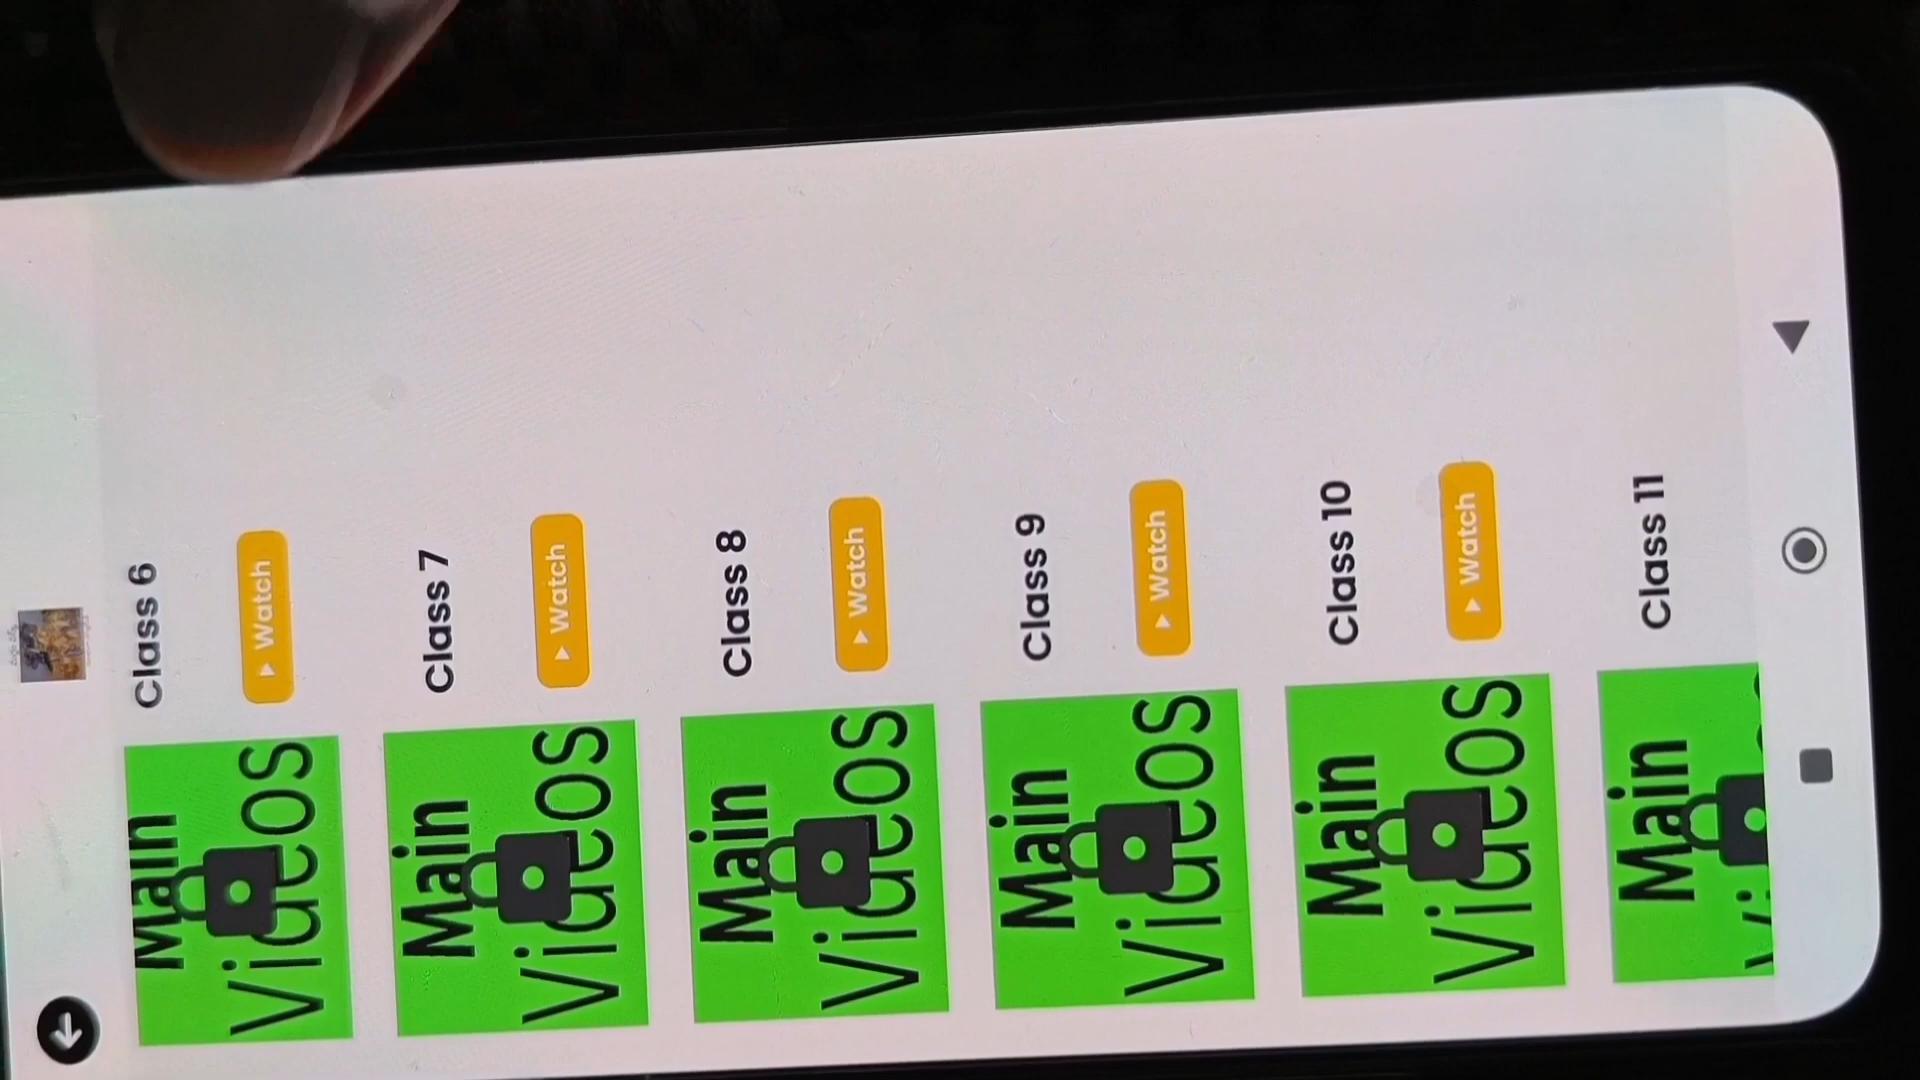 Class 6
▶ Watch
Main
Videos
Class 7
▶ Watch
Main
Videos
Class 8
▶ Watch
Main
Videos
Class 9
▶ Watch
Main
Videos
Class 10
▶ Watch
Main
Videos
Class 11
Main